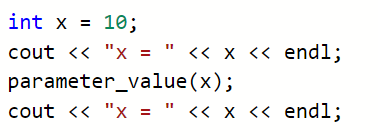 int x = 10;
cout << "x = " << x << endl;
parameter_value(x);
cout << "x = " << x << endl;